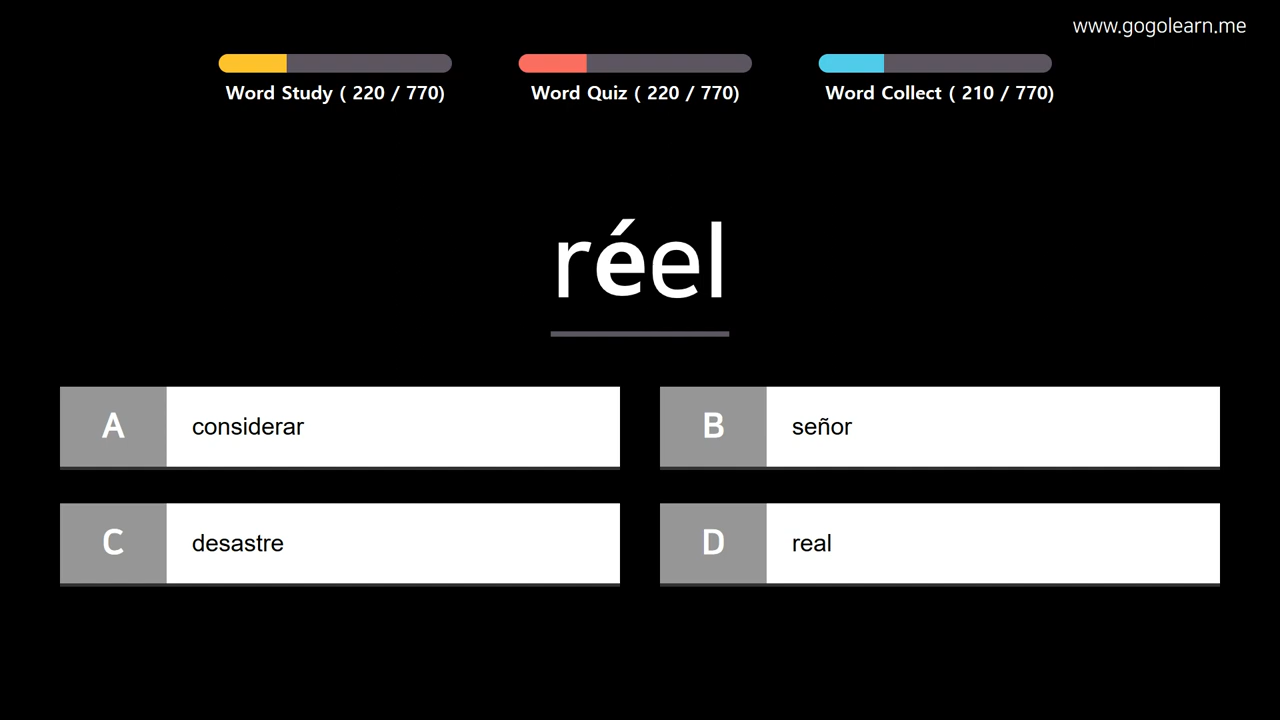 www.gogolearn.me
Word Study ( 220 / 770)
Word Quiz ( 220 / 770)
Word Collect ( 210 / 770)
réel
A considerar
B señor
C desastre
D real